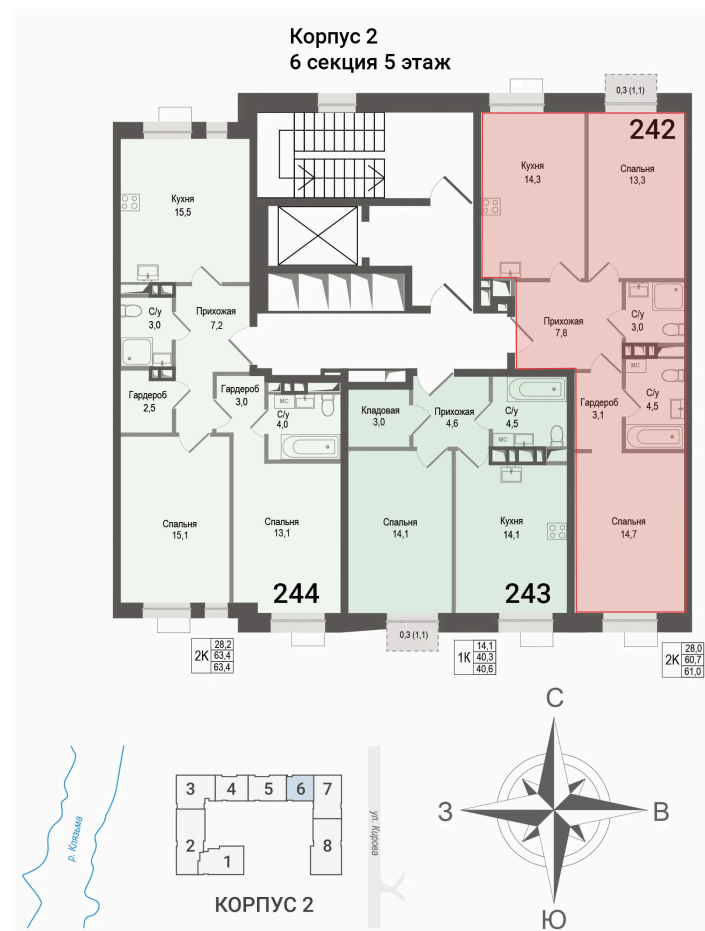 Корпус 2
6 секция 5 этаж
0,3 (1,1)
242
Кухня
14,3
Спальня
13,3
Кухня
15,5
С/у
3,0
Прихожая
7,2
Прихожая
7,8
С/у
3,0
Гардероб
2,5
Гардероб
3,0
МС
С/у
4,0
Кладовая
3,0
Прихожая
4,6
С/у
4,5
МС
Гардероб
3,1
МС
С/у
4,5
Спальня
15,1
Спальня
13,1
244
Спальня
14,1
Кухня
14,1
243
Спальня
14,7
0,3 (1,1)
2К
28,2
63,4
63,4
1К
14,1
40,3
40,6
2К
28,0
60,7
61,0
р. Клязьма
3
4
5
6
7
2
1
8
КОРПУС 2
ул. Кирова
С
З
В
Ю